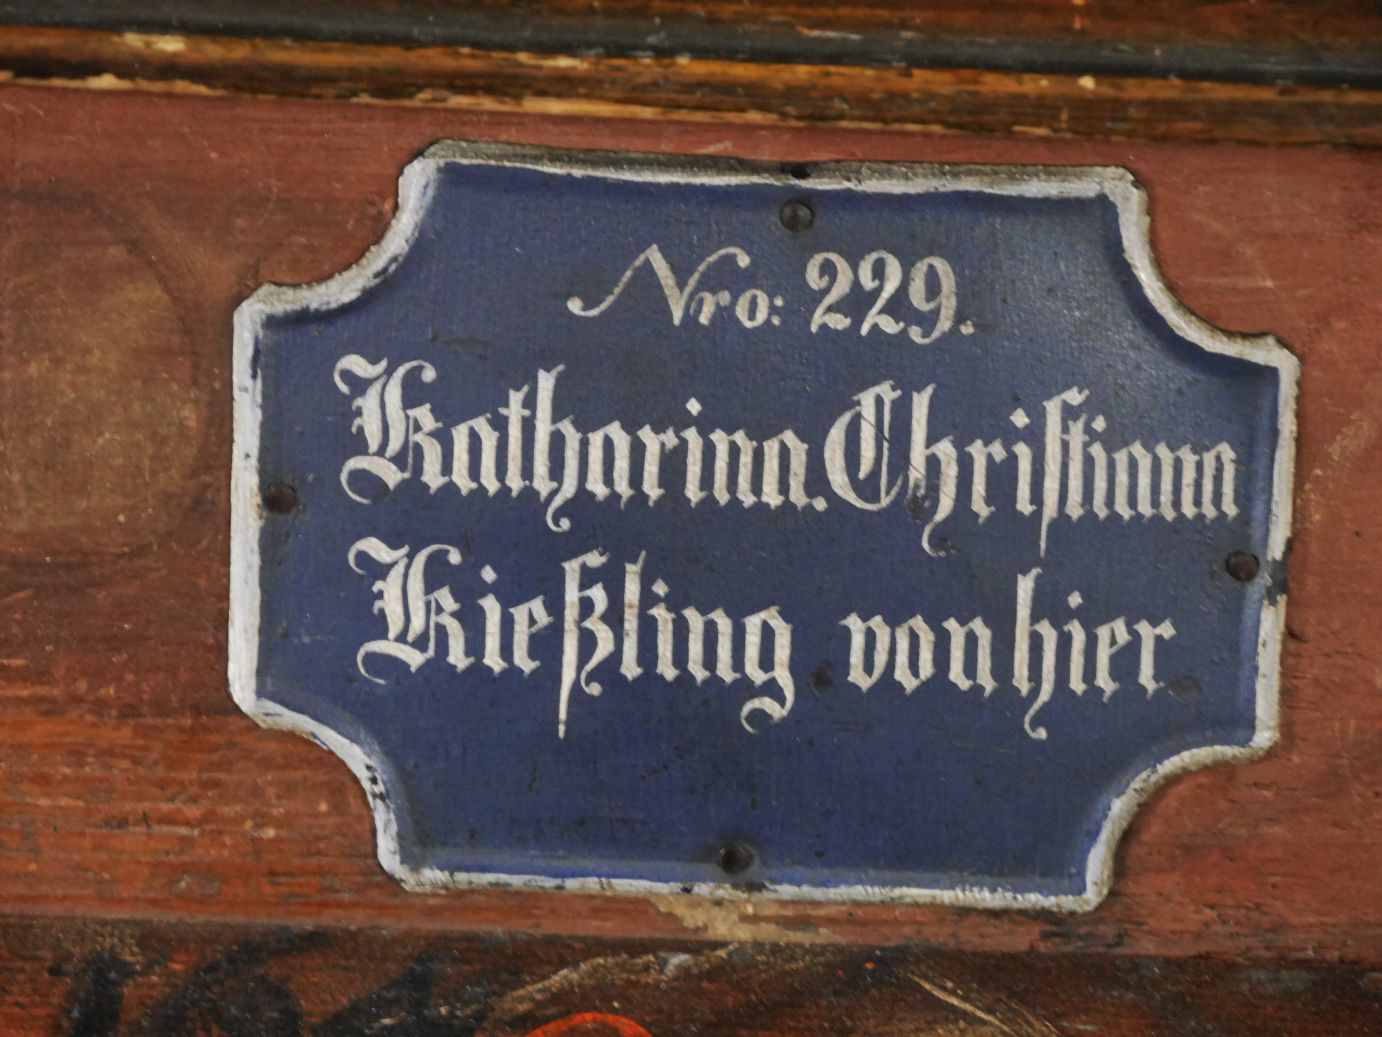 Nro: 229.
Katharina. Christiana
Kießling von hier